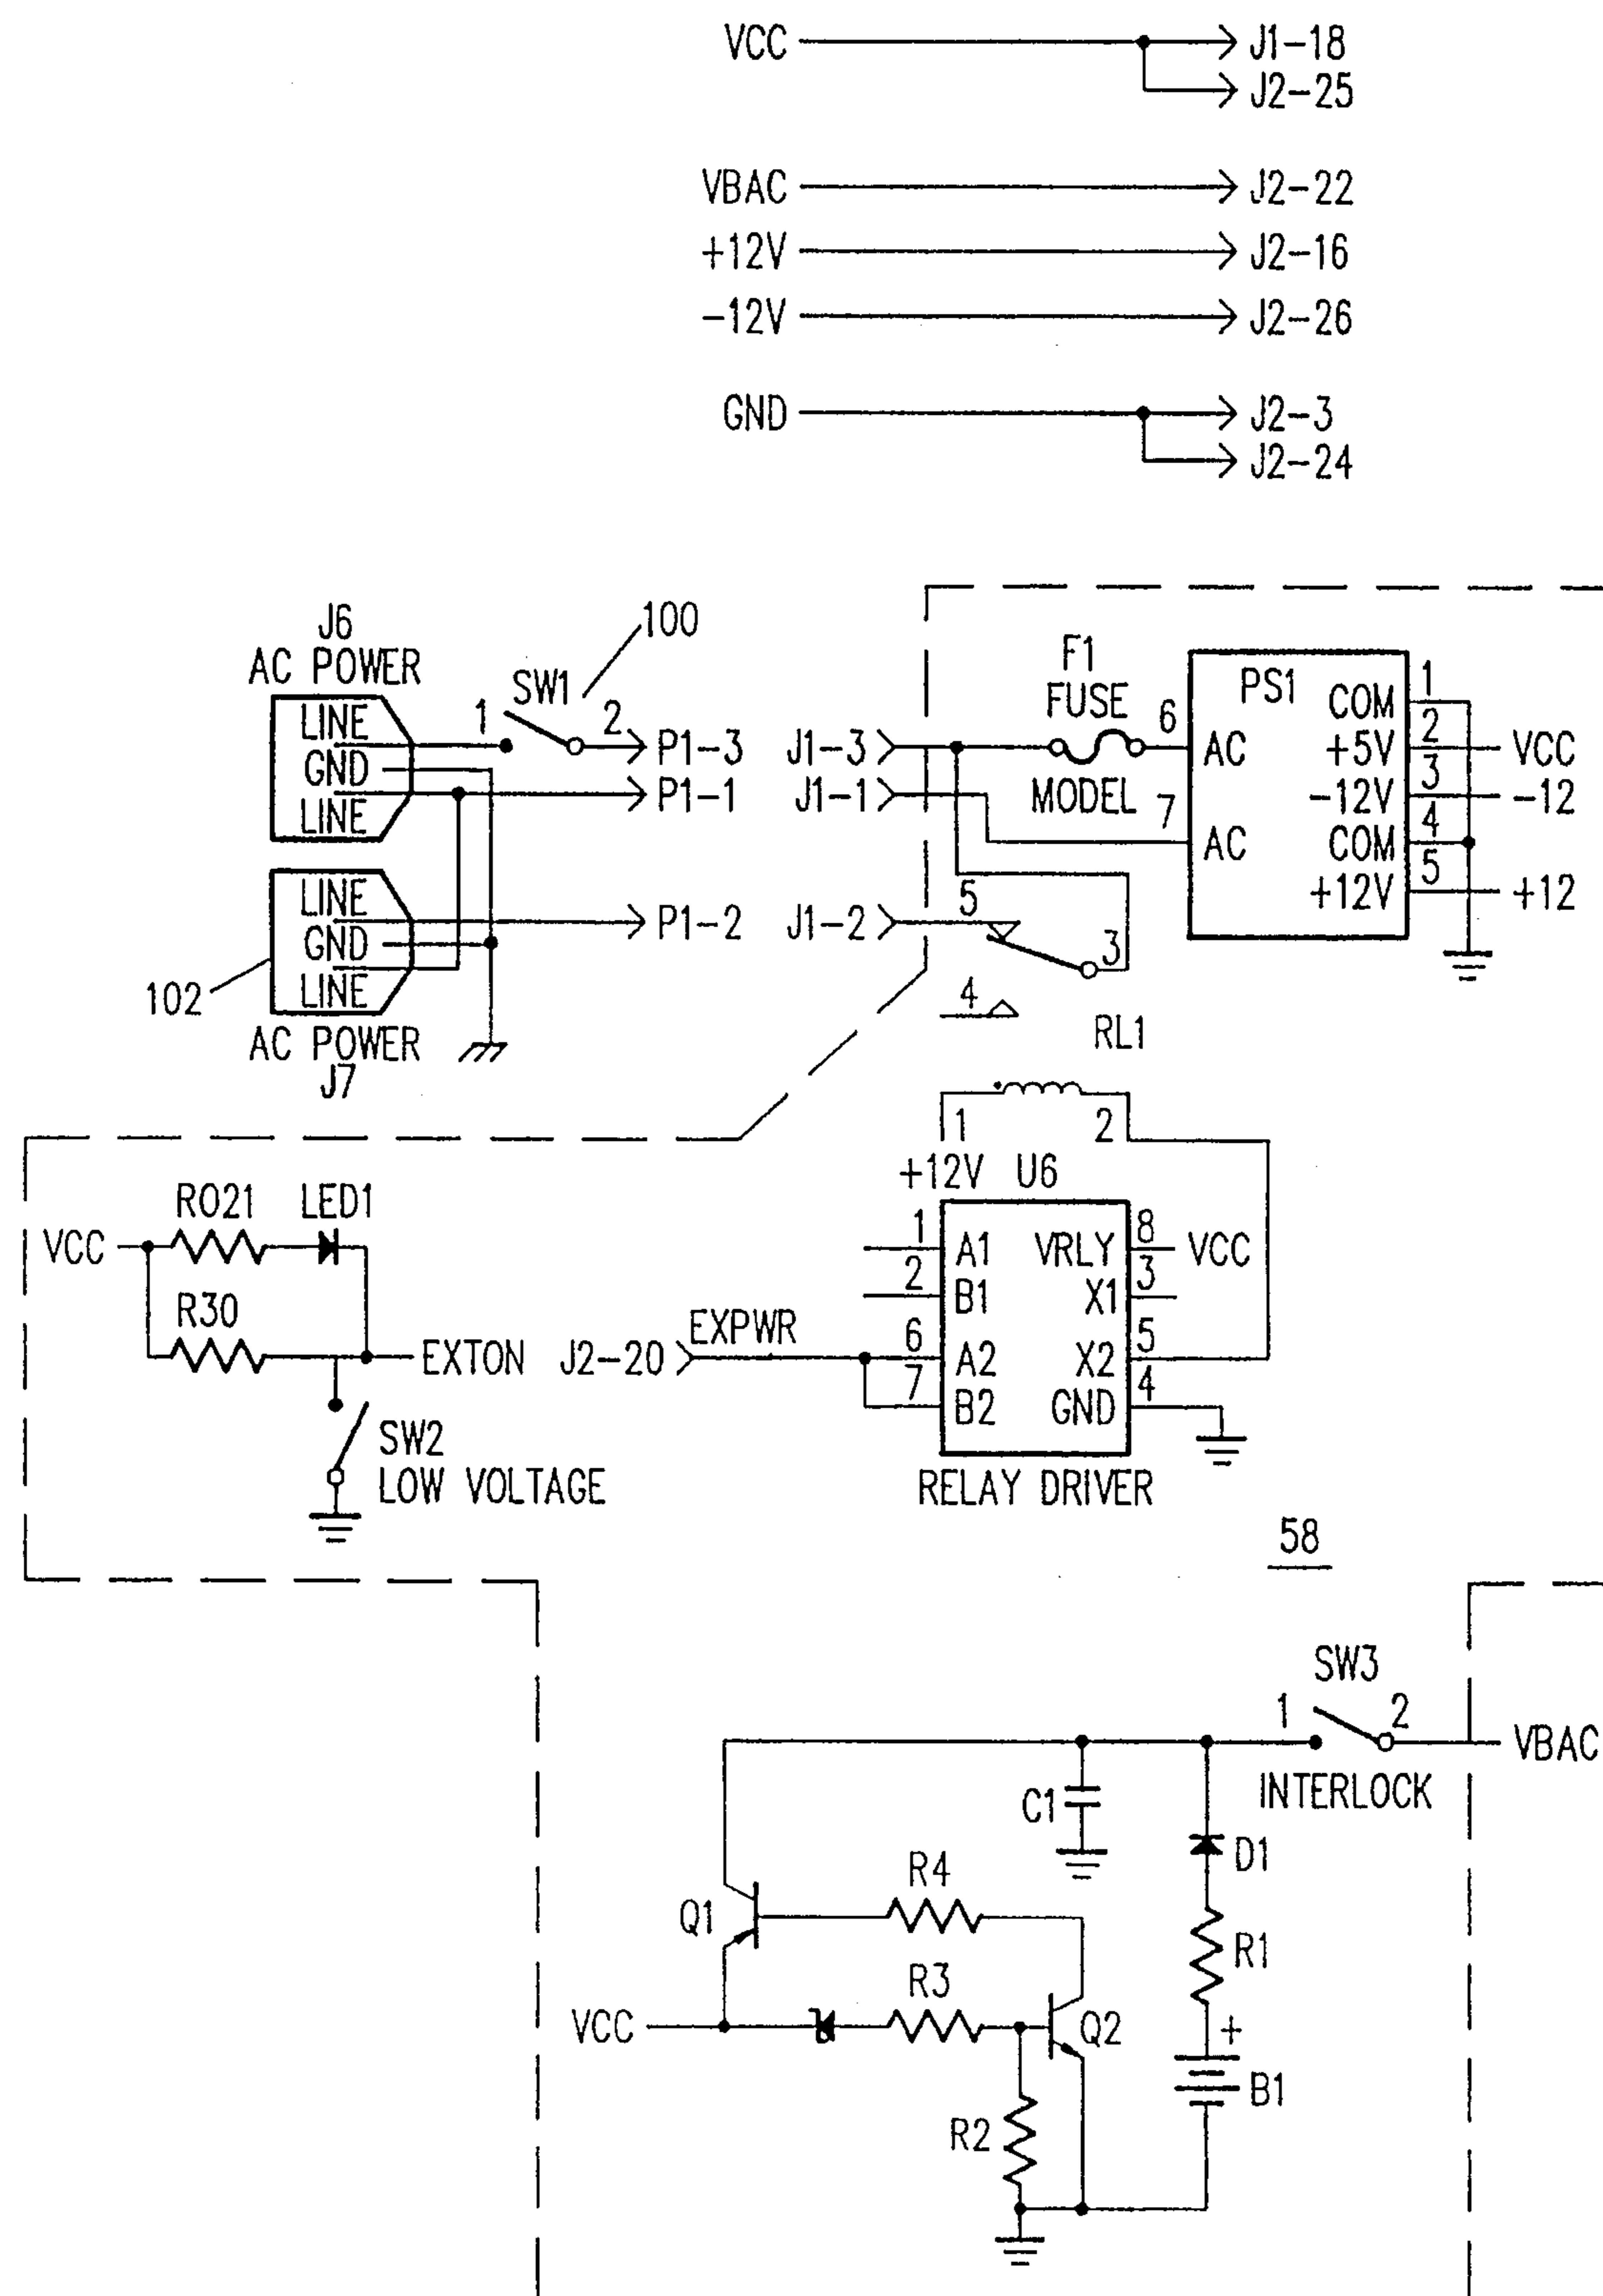 VCC J1-18
J2-25
VBAC J2-22
+12V J2-16
-12V J2-26
GND J2-3
J2-24
J6
AC POWER
LINE
GND
LINE
1 SW1 2
100
P1-3
P1-1
LINE
GND
LINE
102
AC POWER
J7
P1-2
J1-3
J1-1
J1-2
F1
FUSE
MODEL
6
7
PS1
AC
AC
COM 1
+5V 2 VCC
-12V 3 -12
COM 4
+12V 5 +12
5
3
4
RL1
1 2
+12V U6
1 A1 VRLY 8 VCC
2 B1 X1 3
6 A2 X2 5
7 B2 GND 4
RELAY DRIVER
RO21 LED1
VCC
R30
EXTON
J2-20 EXPWR
SW2
LOW VOLTAGE
58
SW3
1 2
VBAC
INTERLOCK
C1
D1
R4
Q1
R1
R3
VCC
Q2
+
B1
R2